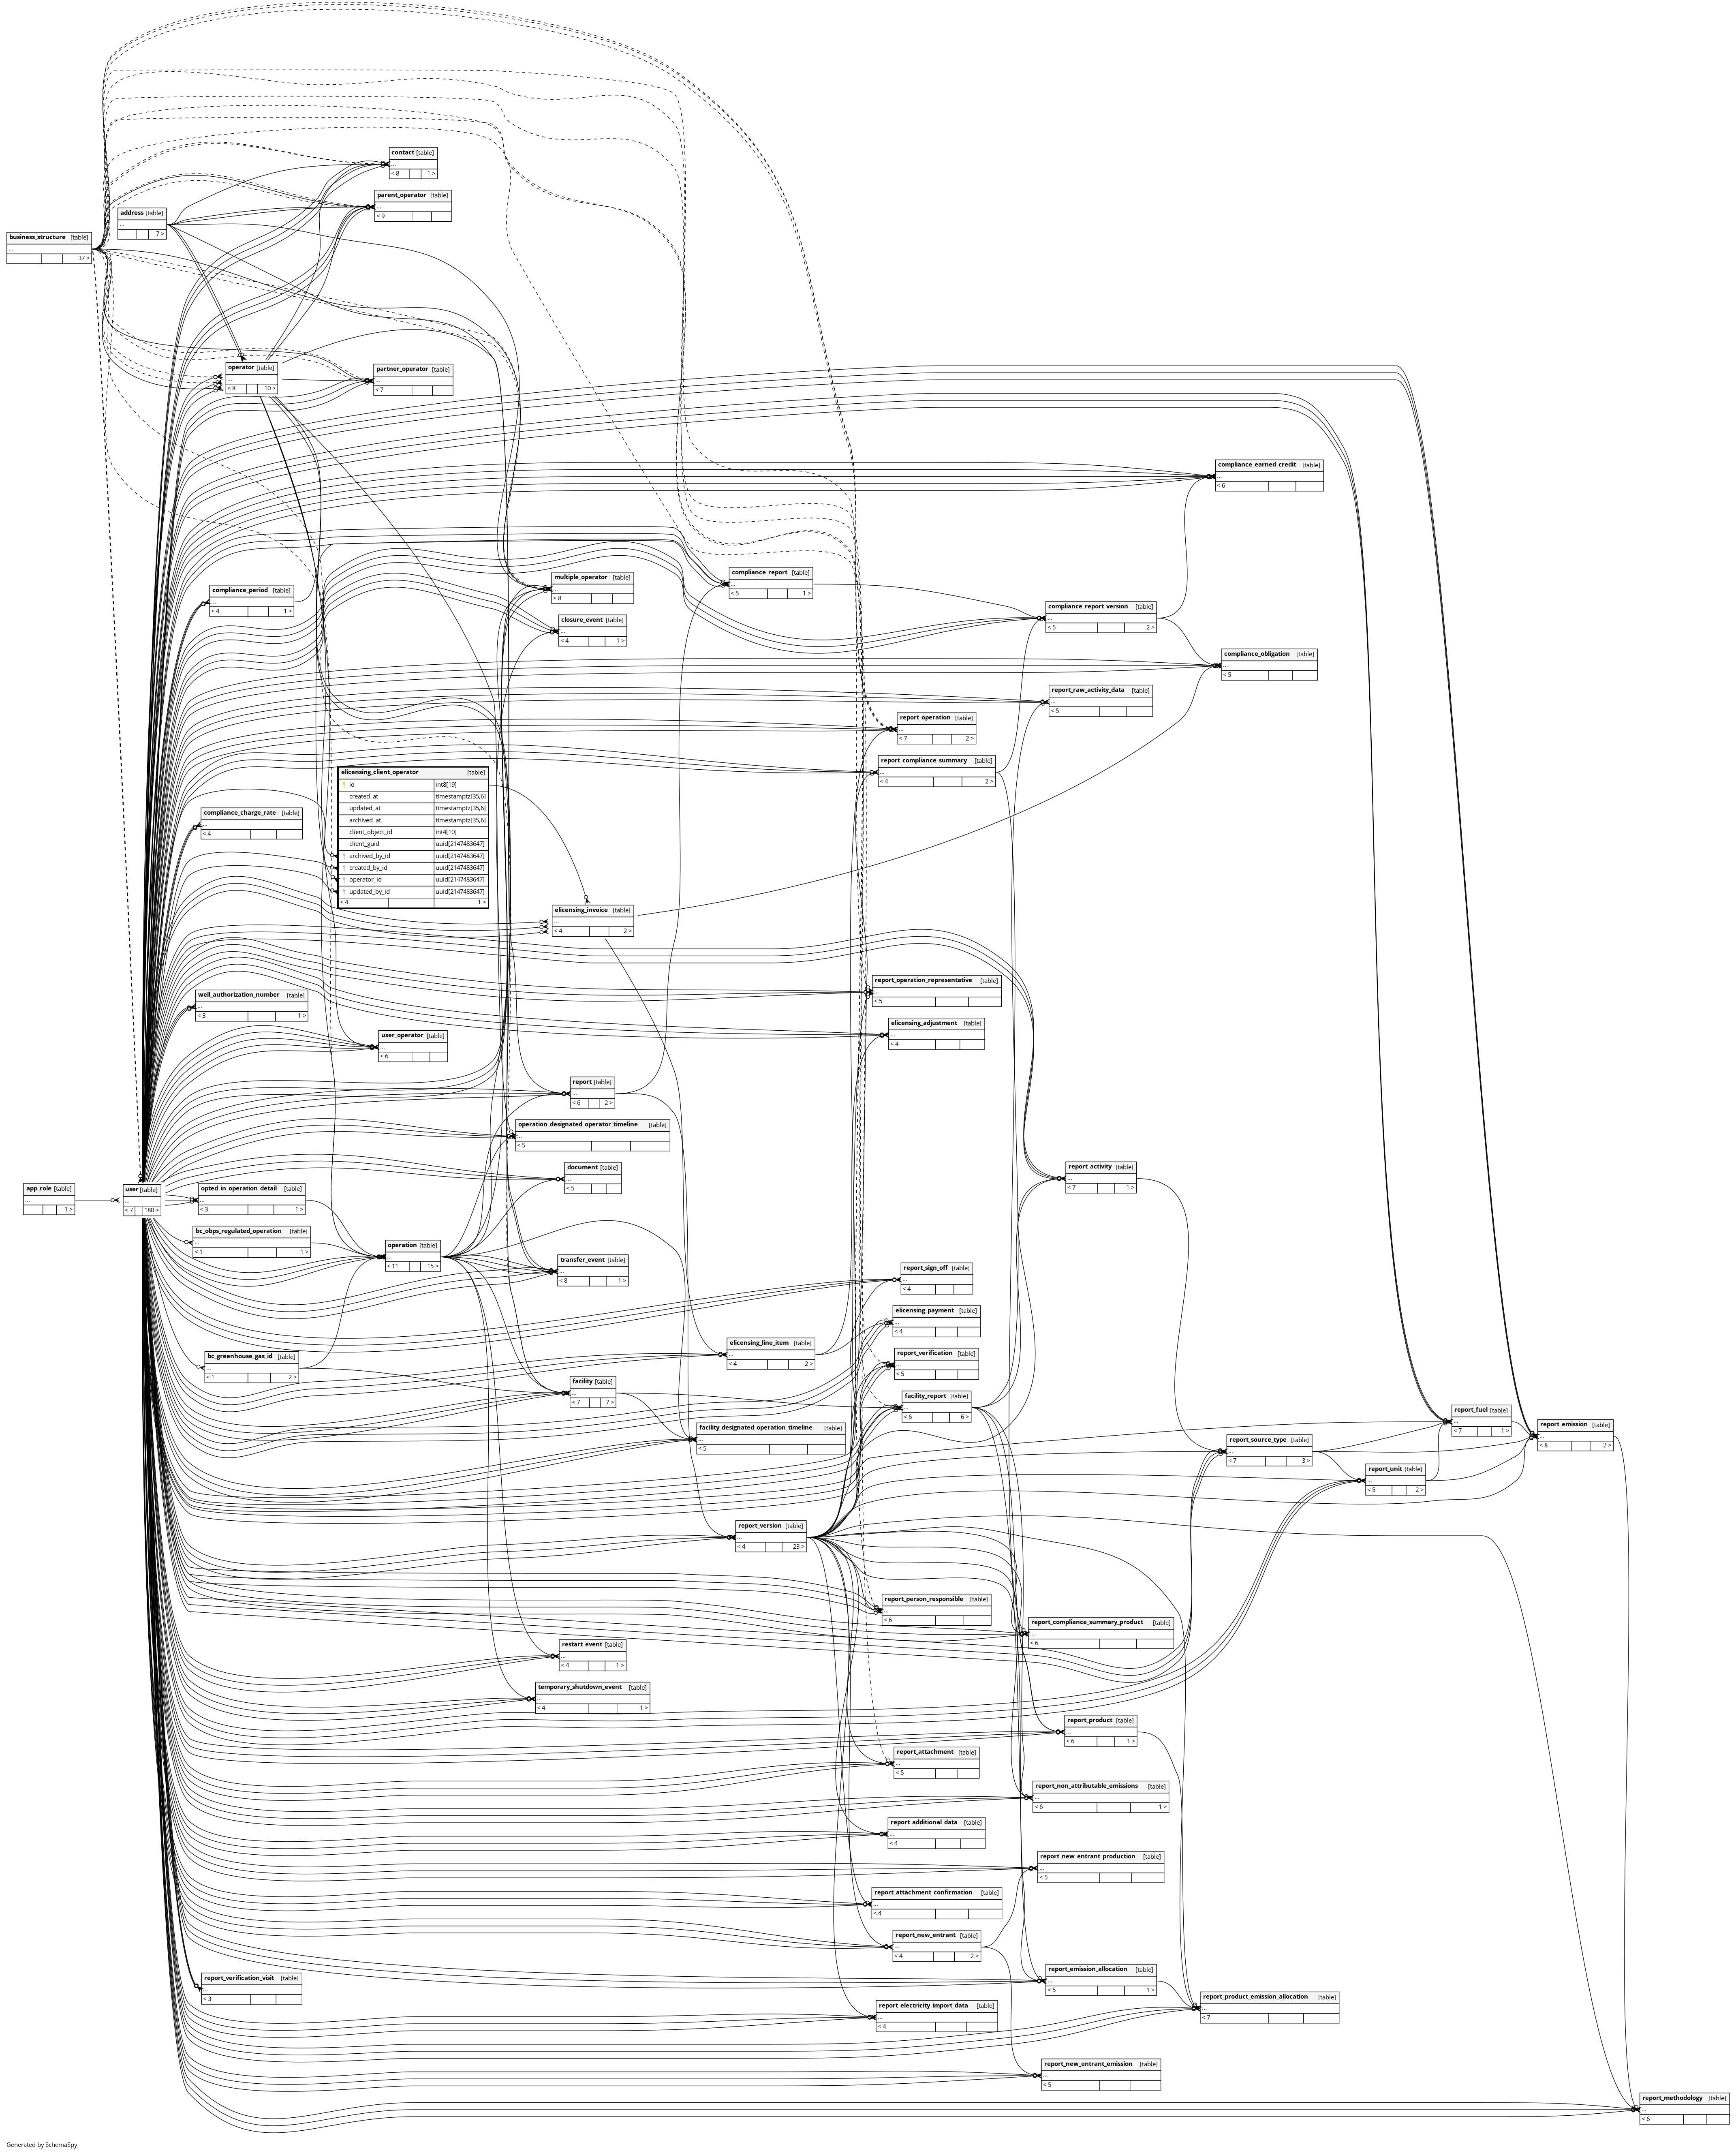 contact [table]
...
< 8 1 >
parent_operator [table]
...
< 9
address [table]
...
7 >
business_structure [table]
...
37 >
operator [table]
...
< 8 10 >
partner_operator [table]
...
< 7
compliance_earned_credit [table]
...
< 6
compliance_report [table]
...
< 5 1 >
multiple_operator [table]
...
< 8
compliance_period [table]
...
< 4 1 >
compliance_report_version [table]
...
< 5 2 >
closure_event [table]
...
< 4 1 >
compliance_obligation [table]
...
< 5
report_raw_activity_data [table]
...
< 5
report_operation [table]
...
< 7 2 >
report_compliance_summary [table]
...
< 4 2 >
elicensing_client_operator [table]
id int8[19]
created_at timestamptz[35,6]
updated_at timestamptz[35,6]
archived_at timestamptz[35,6]
client_object_id int4[10]
client_guid uuid[2147483647]
archived_by_id uuid[2147483647]
created_by_id uuid[2147483647]
operator_id uuid[2147483647]
updated_by_id uuid[2147483647]
< 4 1 >
compliance_charge_rate [table]
...
< 4
elicensing_invoice [table]
...
< 4 2 >
report_operation_representative [table]
...
< 5
well_authorization_number [table]
...
< 3 1 >
elicensing_adjustment [table]
...
< 4
user_operator [table]
...
< 6
report [table]
...
< 6 2 >
operation_designated_operator_timeline [table]
...
< 5
document [table]
...
< 5
report_activity [table]
...
< 7 1 >
app_role [table]
...
1 >
user [table]
...
< 7 180 >
opted_in_operation_detail [table]
...
< 3 1 >
bc_obps_regulated_operation [table]
...
< 1 1 >
operation [table]
...
< 11 15 >
transfer_event [table]
...
< 8 1 >
report_sign_off [table]
...
< 4
elicensing_payment [table]
...
< 4
elicensing_line_item [table]
...
< 4 2 >
report_verification [table]
...
< 5
bc_greenhouse_gas_id [table]
...
< 1 2 >
facility [table]
...
< 7 7 >
facility_report [table]
...
< 6 6 >
report_fuel [table]
...
< 7 1 >
report_emission [table]
...
< 8 2 >
facility_designated_operation_timeline [table]
...
< 5
report_source_type [table]
...
< 7 3 >
report_unit [table]
...
< 5 2 >
report_version [table]
...
< 4 23 >
report_person_responsible [table]
...
< 6
report_compliance_summary_product [table]
...
< 6
restart_event [table]
...
< 4 1 >
temporary_shutdown_event [table]
...
< 4 1 >
report_product [table]
...
< 6 1 >
report_attachment [table]
...
< 5
report_non_attributable_emissions [table]
...
< 6 1 >
report_additional_data [table]
...
< 4
report_new_entrant_production [table]
...
< 5
report_attachment_confirmation [table]
...
< 4
report_new_entrant [table]
...
< 4 2 >
report_emission_allocation [table]
...
< 5 1 >
report_verification_visit [table]
...
< 3
report_product_emission_allocation [table]
...
< 7
report_electricity_import_data [table]
...
< 4
report_new_entrant_emission [table]
...
< 5
report_methodology [table]
...
< 6
Generated by SchemaSpy